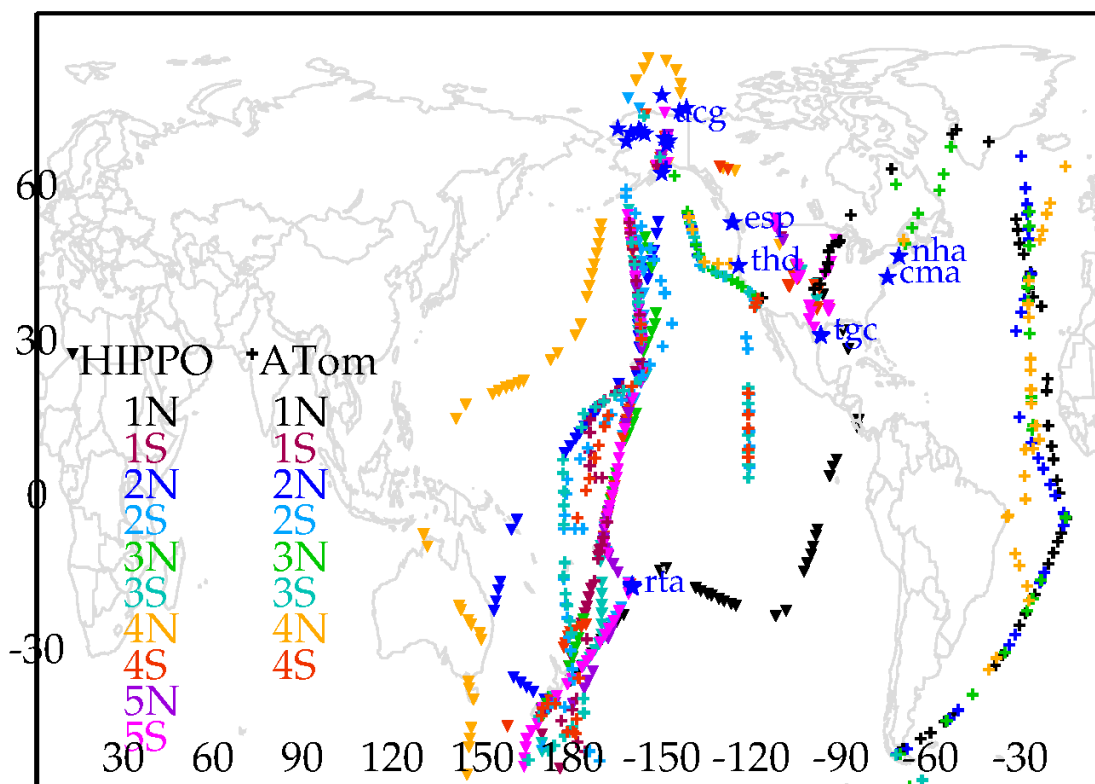 acg
60
esp
nha
thd
cma
30
tgc
HIPPO ATom
1N 1N
1S 1S
2N 2N
0
2S 2S
3N 3N
3S 3S
rta
4N 4N
-30
4S 4S
5N
5S
30 60 90 120 150 180 -150 -120 -90 -60 -30